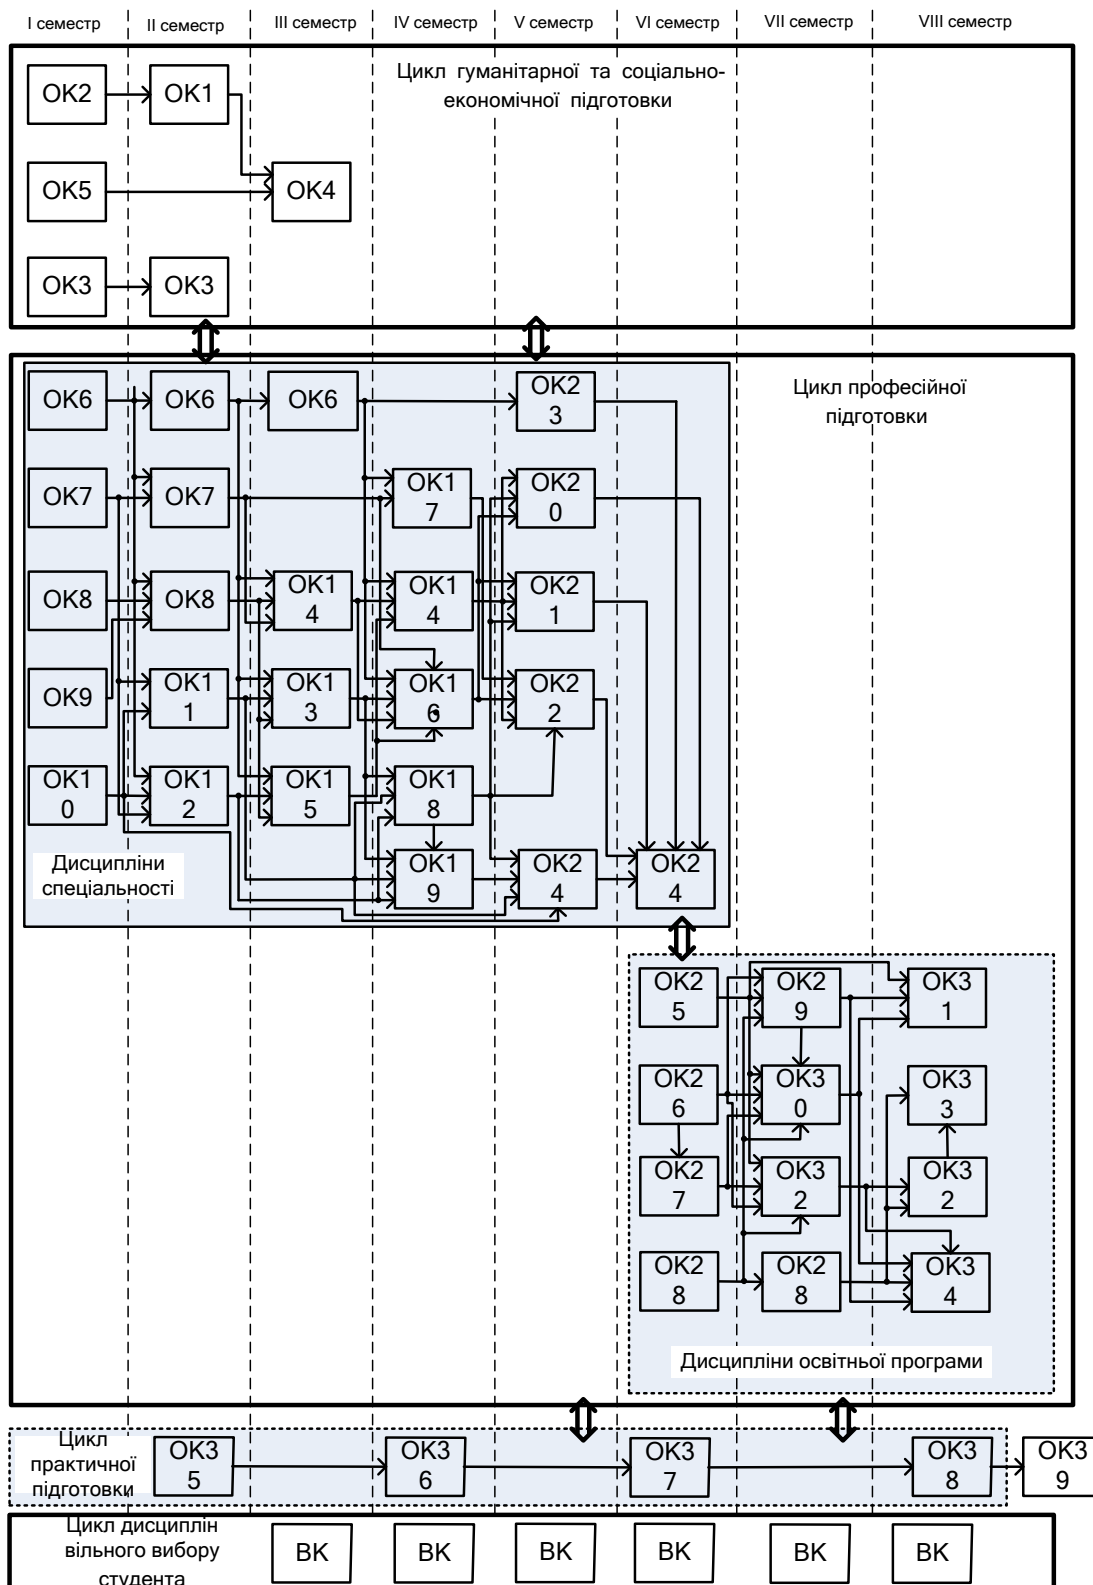 I семестр
II семестр
III семестр
IV семестр
V семестр
VI семестр
VII семестр
VIII семестр
Цикл гуманітарної та соціально-
економічної підготовки
ОК2
ОК1
ОК5
ОК4
ОК3
ОК3
Цикл професійної
підготовки
ОК6
ОК6
ОК6
ОК2
3
ОК7
ОК7
ОК1
7
ОК2
0
ОК8
ОК8
ОК1
4
ОК1
4
ОК2
1
ОК9
ОК1
1
ОК1
3
ОК1
6
ОК2
2
ОК1
0
ОК1
2
ОК1
5
ОК1
8
Дисципліни
спеціальності
ОК1
9
ОК2
4
ОК2
4
ОК2
5
ОК2
9
ОК3
1
ОК2
6
ОК3
0
ОК3
3
ОК2
7
ОК3
2
ОК3
2
ОК2
8
ОК2
8
ОК3
4
Дисципліни освітньої програми
Цикл
практичної
підготовки
ОК3
5
ОК3
6
ОК3
7
ОК3
8
ОК3
9
Цикл дисциплін
вільного вибору
студента
ВК
ВК
ВК
ВК
ВК
ВК